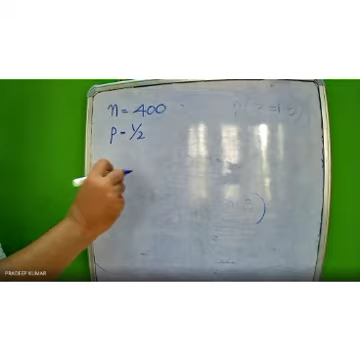 n = 400
p = 1/2
PRADEEP KUMAR